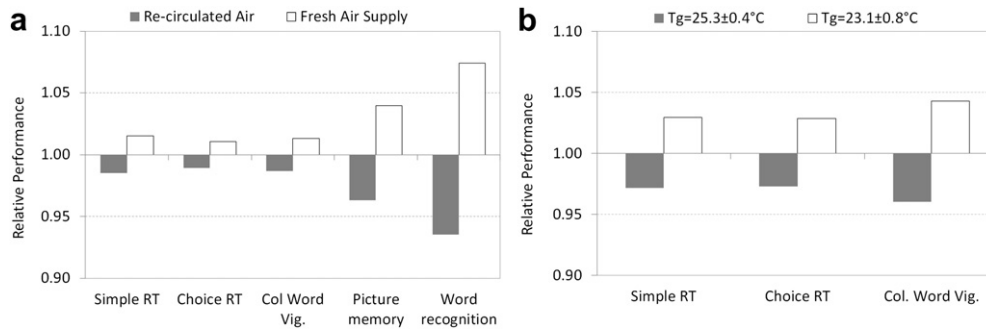 a
Re-circulated Air Fresh Air Supply
1.10
1.05
1.00
0.95
0.90
Relative Performance
Simple RT Choice RT Col Word Vig. Picture memory Word recognition
b
Tg=25.3±0.4°C Tg=23.1±0.8°C
1.10
1.05
1.00
0.95
0.90
Relative Performance
Simple RT Choice RT Col. Word Vig.